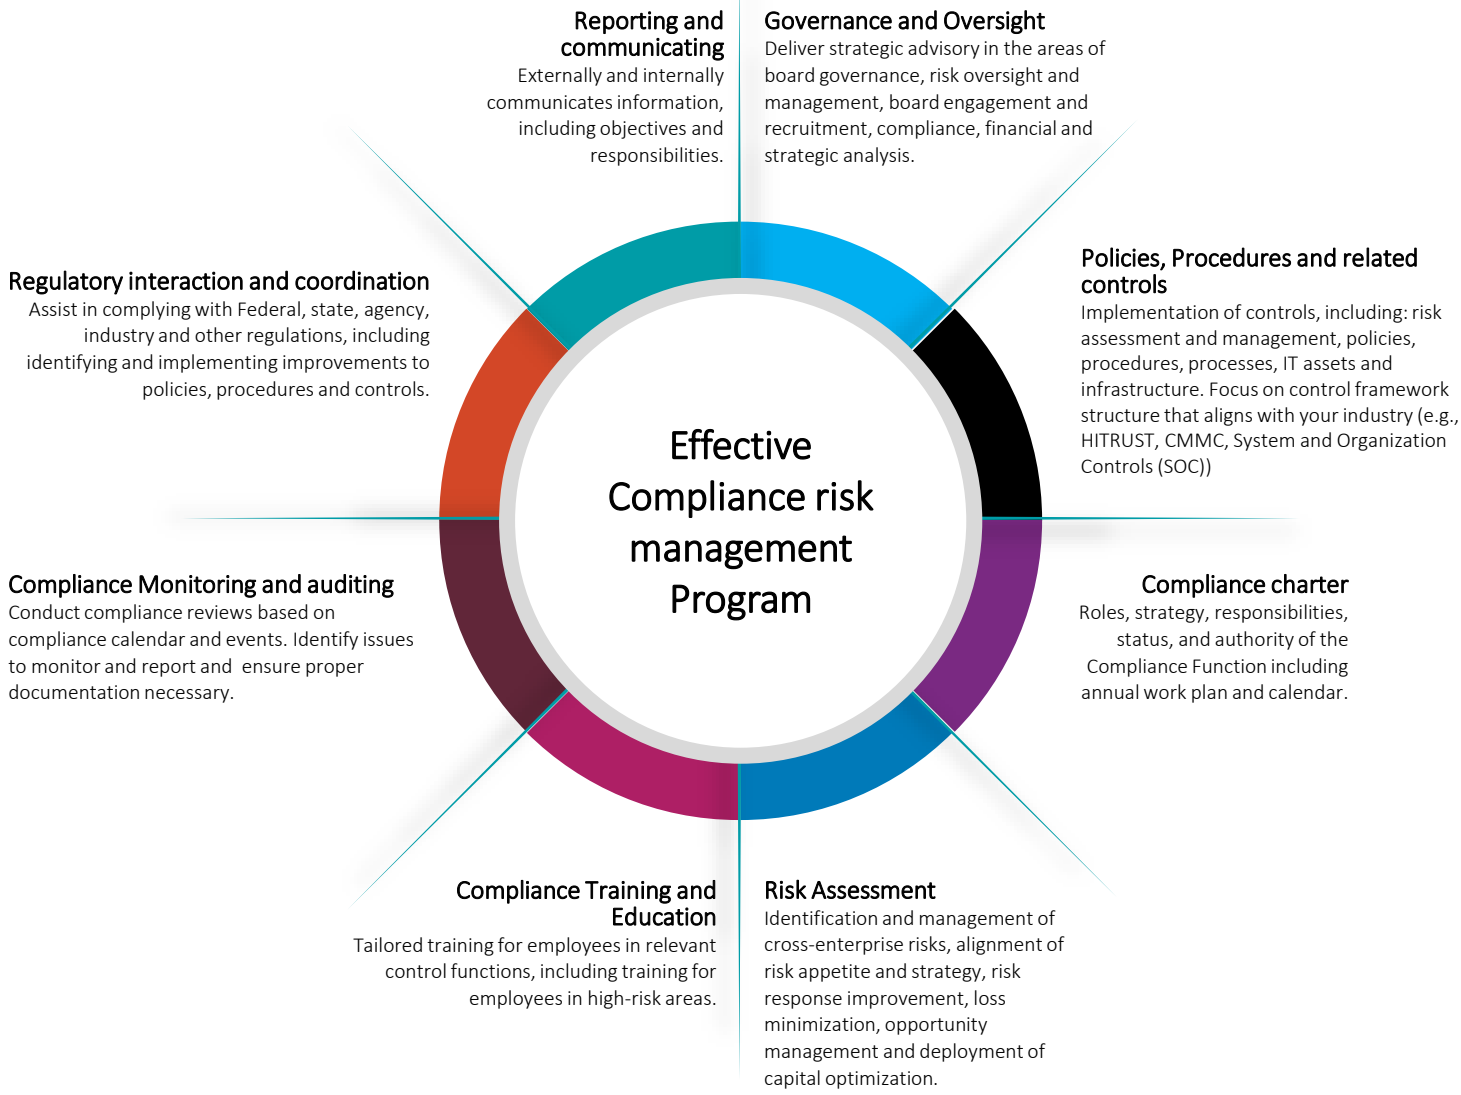 Reporting and
communicating
Externally and internally
communicates information,
including objectives and
responsibilities.
Governance and Oversight
Deliver strategic advisory in the areas of
board governance, risk oversight and
management, board engagement and
recruitment, compliance, financial and
strategic analysis.
Regulatory interaction and coordination
Assist in complying with Federal, state, agency,
industry and other regulations, including
identifying and implementing improvements to
policies, procedures and controls.
Policies, Procedures and related
controls
Implementation of controls, including: risk
assessment and management, policies,
procedures, processes, IT assets and
infrastructure. Focus on control framework
structure that aligns with your industry (e.g.,
HITRUST, CMMC, System and Organization
Controls (SOC))
Effective
Compliance risk
management
Program
Compliance Monitoring and auditing
Conduct compliance reviews based on
compliance calendar and events. Identify issues
to monitor and report and  ensure proper
documentation necessary.
Compliance charter
Roles, strategy, responsibilities,
status, and authority of the
Compliance Function including
annual work plan and calendar.
Compliance Training and
Education
Tailored training for employees in relevant
control functions, including training for
employees in high-risk areas.
Risk Assessment
Identification and management of
cross-enterprise risks, alignment of
risk appetite and strategy, risk
response improvement, loss
minimization, opportunity
management and deployment of
capital optimization.